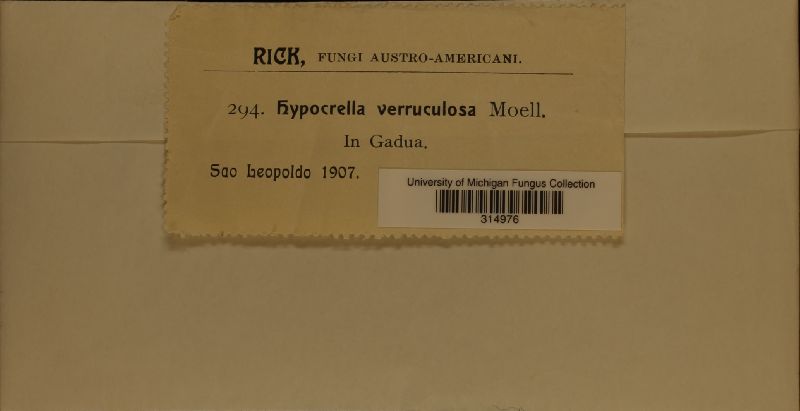 RICK, FUNGI AUSTRO-AMERICANI.
294. Hypocrella verruculosa Moell.
In Gadua.
Sao Leopoldo 1907.
University of Michigan Fungus Collection
314976